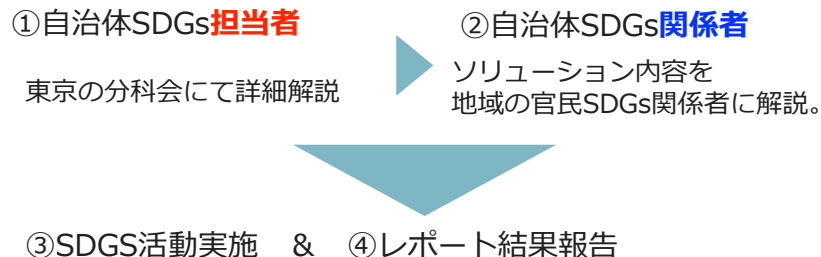 ①自治体SDGs担当者
東京の分科会にて詳細解説
②自治体SDGs関係者
ソリューション内容を
地域の官民SDGs関係者に解説。
③SDGS活動実施 & ④レポート結果報告